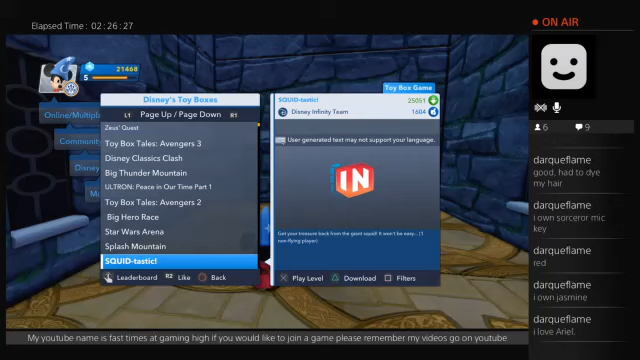 Elapsed Time : 02:26:27
ON AIR
21468
5
Online/Multipla
Communit
Disney
M
Disney's Toy Boxes
L1 Page Up / Page Down R1
Zeus' Quest
Toy Box Tales: Avengers 3
Disney Classics Clash
Big Thunder Mountain
ULTRON: Peace in Our Time Part 1
Toy Box Tales: Avengers 2
Big Hero Race
Star Wars Arena
Splash Mountain
SQUID-tastic!
Leaderboard R2 Like Back
Toy Box Game
SQUID-tastic! 25051
Disney Infinity Team 1604
User generated text may not support your language.
IN
Get your treasure back from the giant squid! It won't be easy... (1
non-flying player)
Play Level Download Filters
6 9
darqueflame
good, had to dye
my hair
darqueflame
i own sorceror mic
key
darqueflame
red
darqueflame
i own jasmine
darqueflame
i love Ariel.
My youtube name is fast times at gaming high if you would like to join a game please remember my videos go on youtube